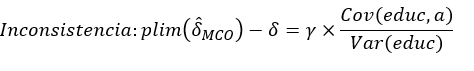 Inconsistencia: plim(δ̂_MCO) − δ = γ × Cov(educ, a) / Var(educ)